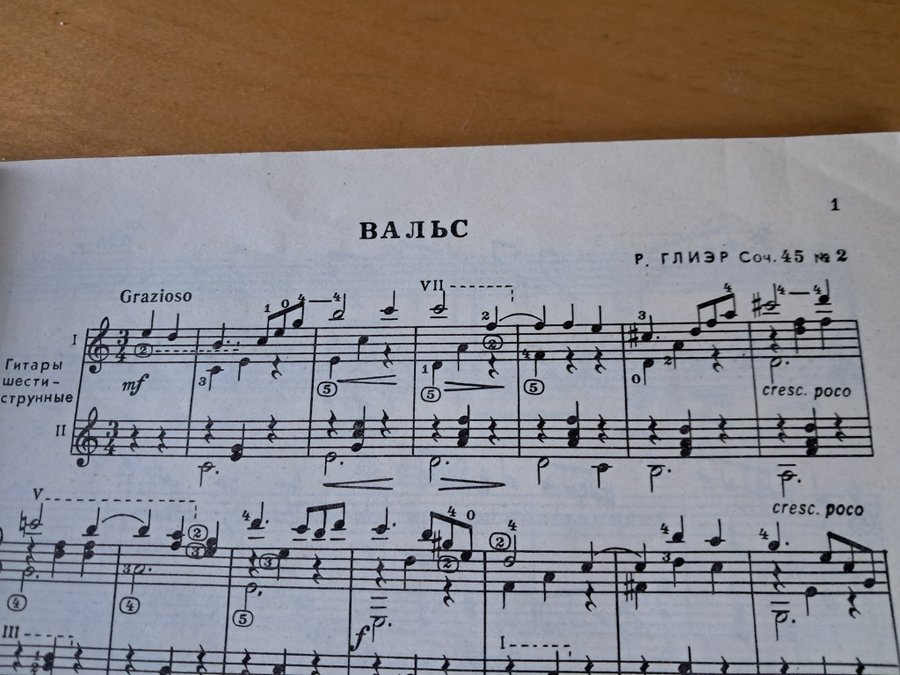 1
ВАЛЬС
Р. ГЛИЭР Соч. 45 № 2
Grazioso
VII
I
Гитары
шести-
струнные
mf
cresc. poco
II
cresc. poco
V
f
III
I